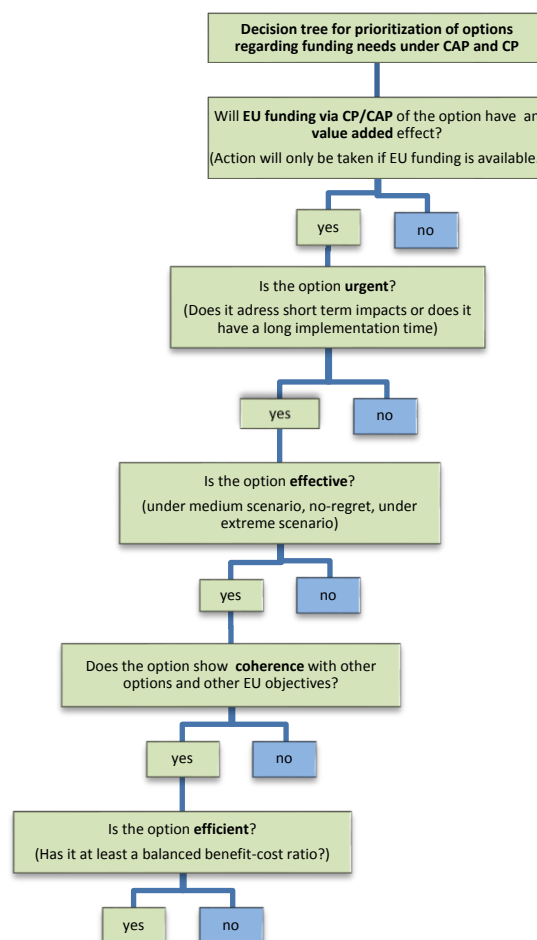 Decision tree for prioritization of options
regarding funding needs under CAP and CP
Will EU funding via CP/CAP of the option have an
value added effect?
(Action will only be taken if EU funding is available.
yes
no
Is the option urgent?
(Does it adress short term impacts or does it
have a long implementation time)
yes
no
Is the option effective?
(under medium scenario, no-regret, under
extreme scenario)
yes
no
Does the option show coherence with other
options and other EU objectives?
yes
no
Is the option efficient?
(Has it at least a balanced benefit-cost ratio?)
yes
no